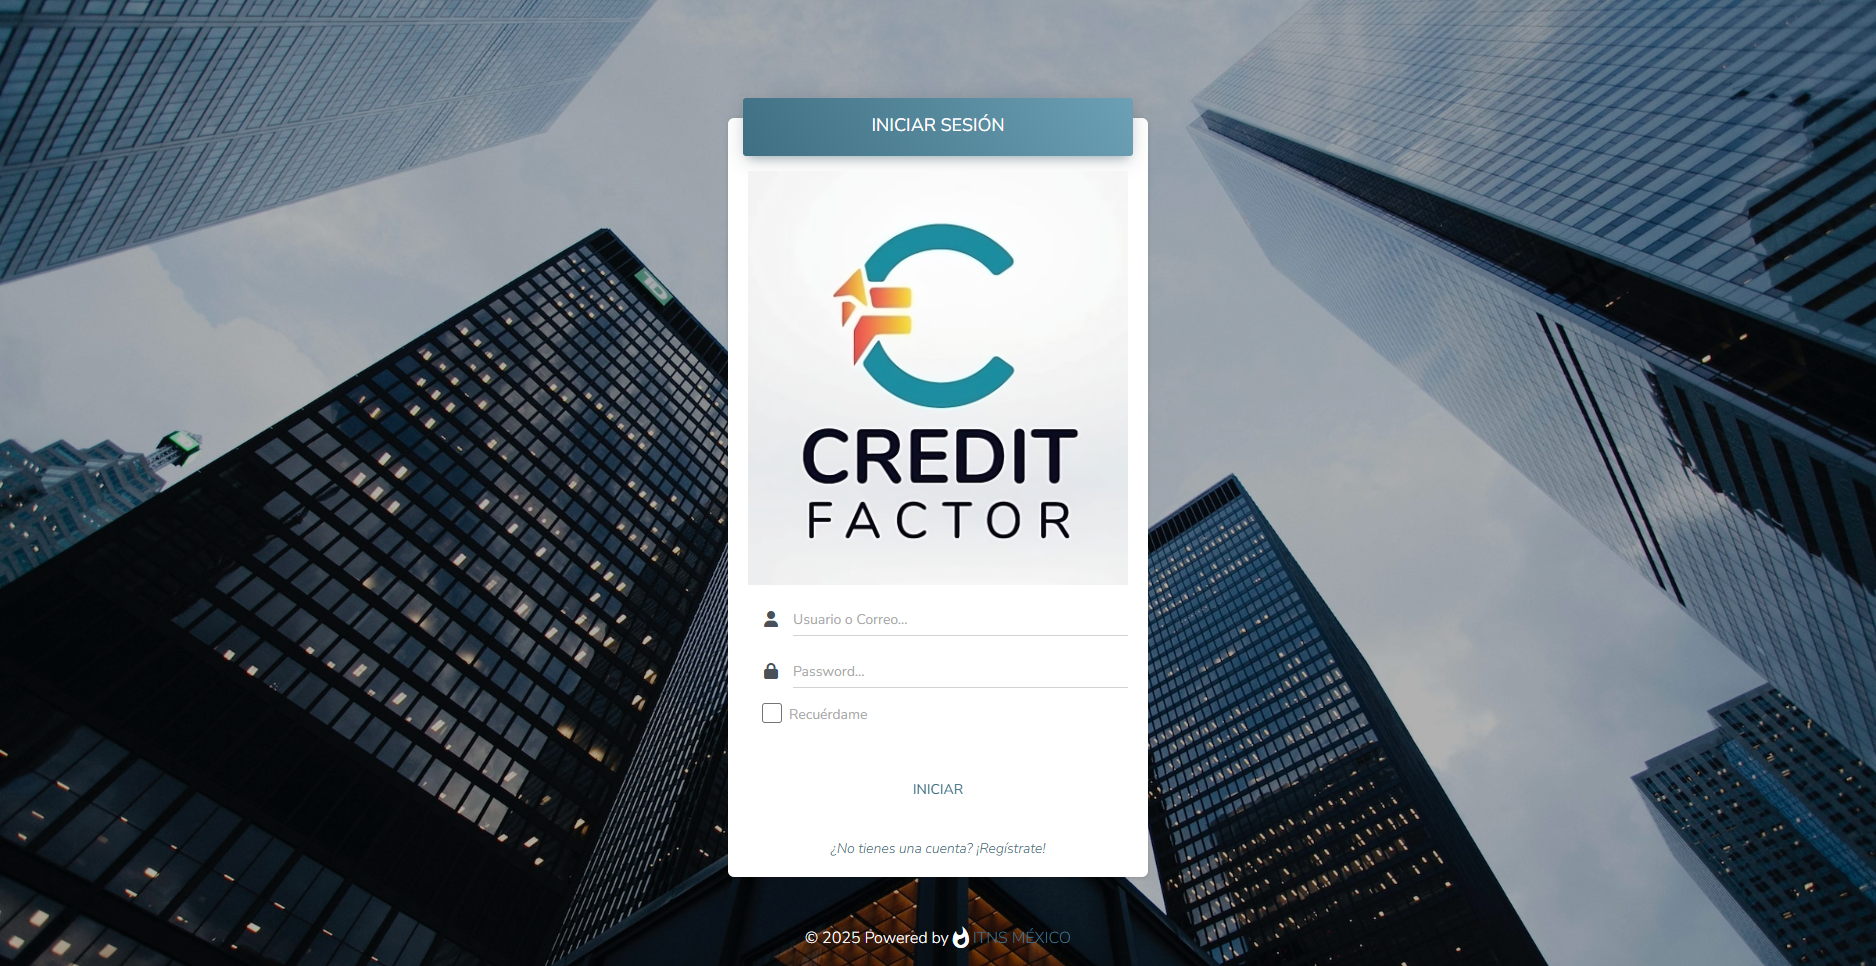 INICIAR SESIÓN
TD
CREDIT
FACTOR
Usuario o Correo...
Password...
Recuérdame
INICIAR
¿No tienes una cuenta? ¡Regístrate!
© 2025 Powered by ITNS MÉXICO